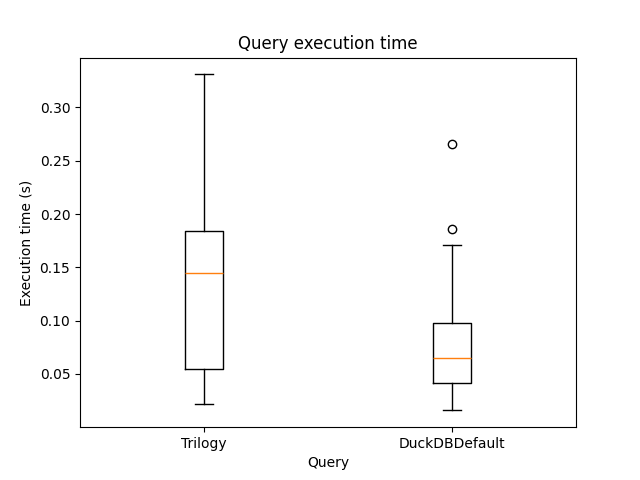 Query execution time
Execution time (s)
0.30
0.25
0.20
0.15
0.10
0.05
Trilogy
DuckDBDefault
Query